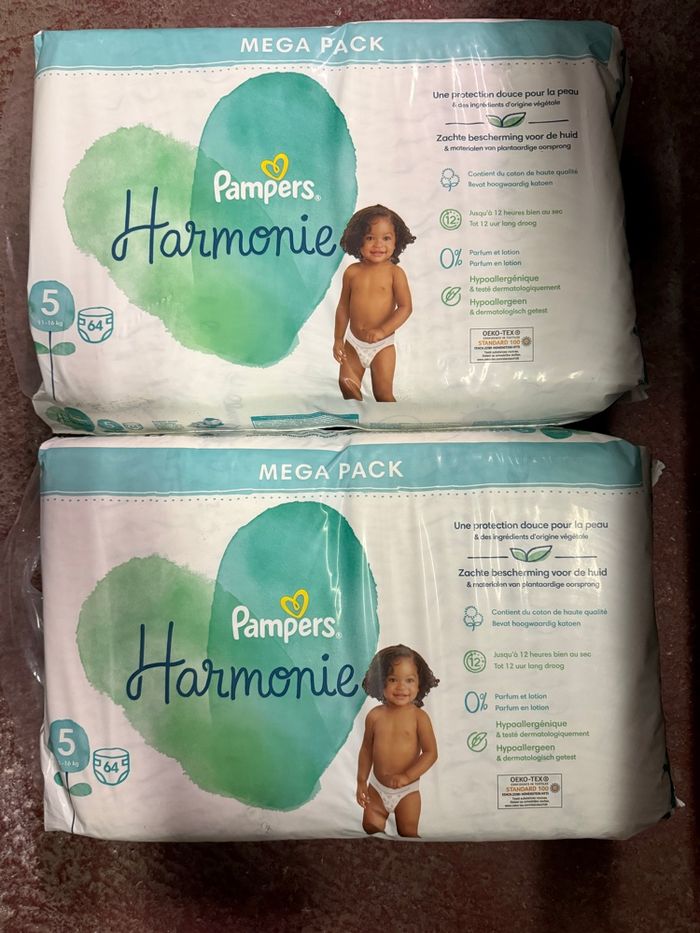 MEGA PACK
Pampers®
Harmonie
5
11-16 kg
64
Une protection douce pour la peau
& des ingrédients d'origine végétale
Zachte bescherming voor de huid
& materialen van plantaardige oorsprong
Contient du coton de haute qualité
Bevat hoogwaardig katoen
12
Jusqu'à 12 heures bien au sec
Tot 12 uur lang droog
0%
Parfum et lotion
Parfum en lotion
Hypoallergénique
& testé dermatologiquement
Hypoallergeen
& dermatologisch getest
OEKO-TEX®
STANDARD 100
MEGA PACK
Pampers®
Harmonie
5
-16 kg
64
Une protection douce pour la peau
& des ingrédients d'origine végétale
Zachte bescherming voor de huid
& materialen van plantaardige oorsprong
Contient du coton de haute qualité
Bevat hoogwaardig katoen
12
Jusqu'à 12 heures bien au sec
Tot 12 uur lang droog
0%
Parfum et lotion
Parfum en lotion
Hypoallergénique
& testé dermatologiquement
Hypoallergeen
& dermatologisch getest
OEKO-TEX®
STANDARD 100